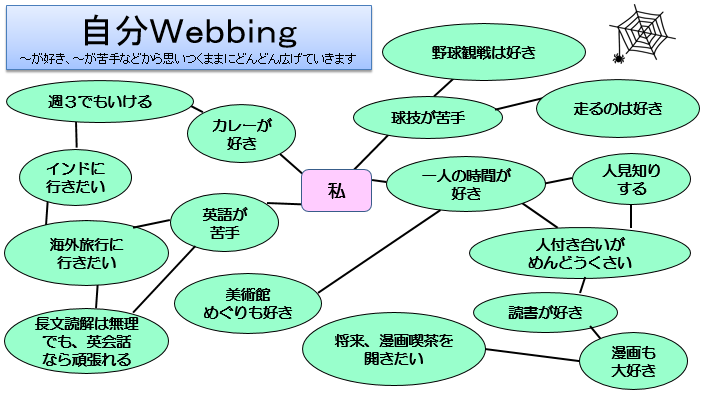 自分Webbing
～が好き、～が苦手などから思いつくままにどんどん広げていきます
野球観戦は好き
週３でもいける
カレーが
好き
球技が苦手
走るのは好き
インドに
行きたい
私
一人の時間が
好き
人見知り
する
英語が
苦手
海外旅行に
行きたい
人付き合いが
めんどうくさい
美術館
めぐりも好き
読書が好き
長文読解は無理
でも、英会話
なら頑張れる
将来、漫画喫茶を
開きたい
漫画も
大好き